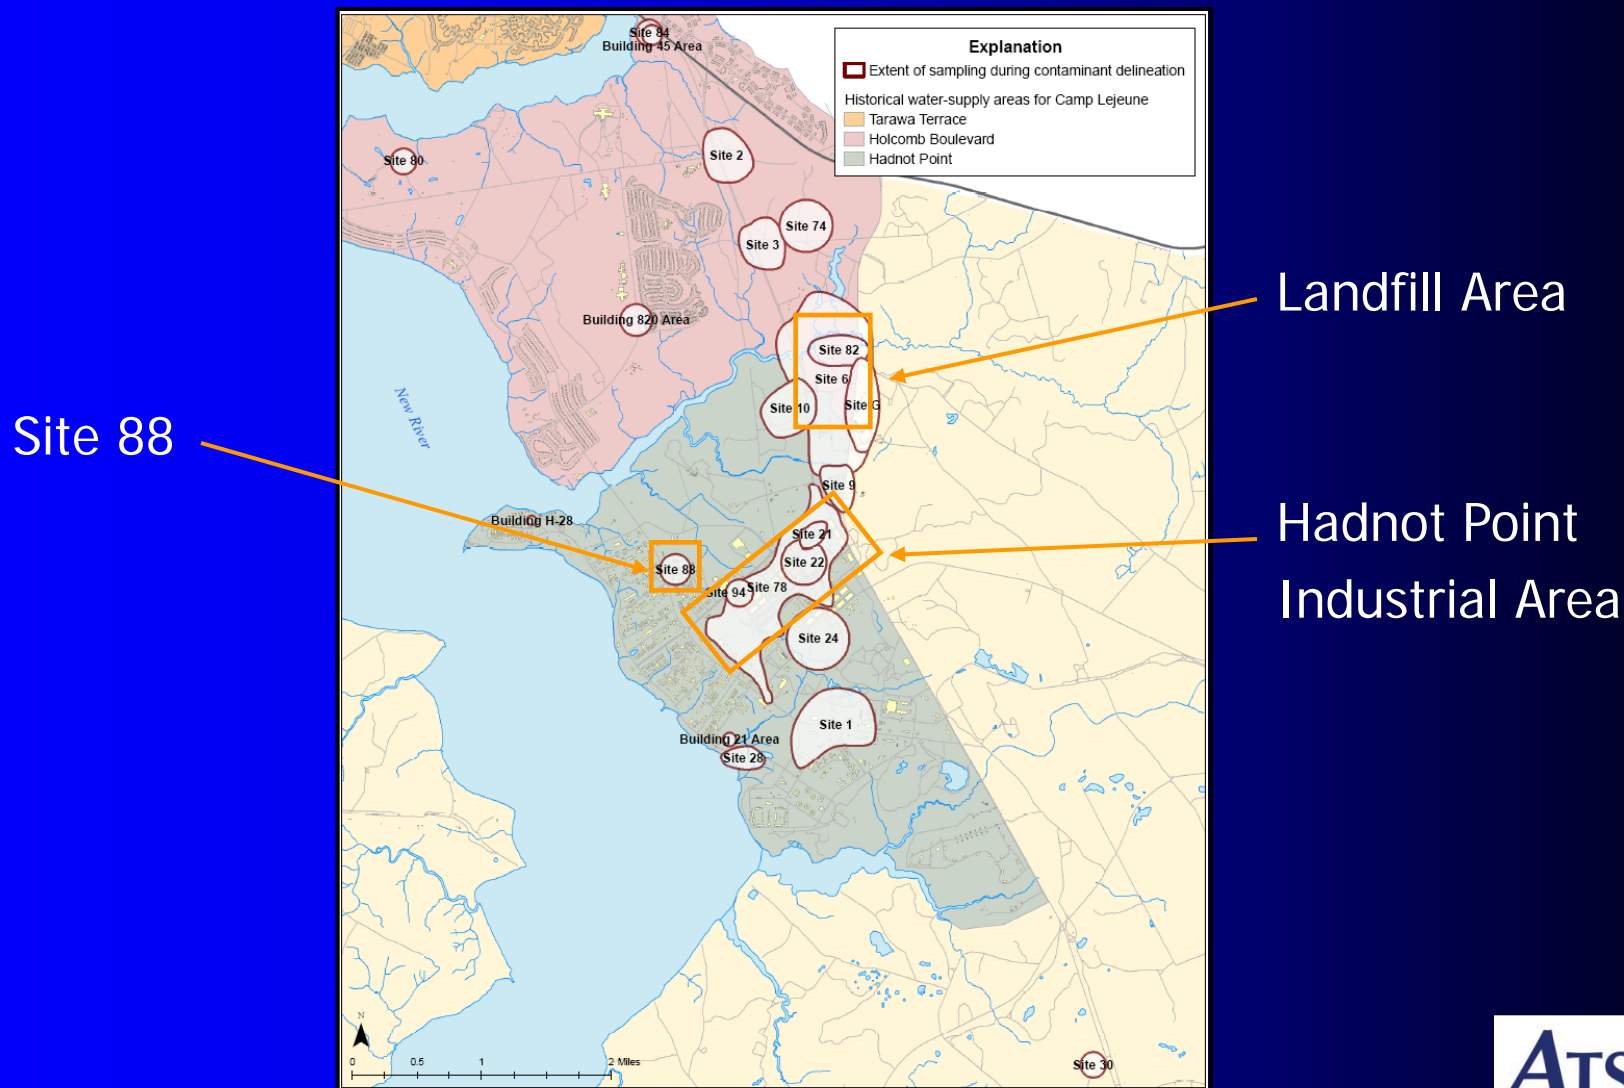 Site 84
Building 45 Area
Explanation
Extent of sampling during contaminant delineation
Historical water-supply areas for Camp Lejeune
Tarawa Terrace
Holcomb Boulevard
Hadnot Point
Site 80
Site 2
Site 74
Site 3
Landfill Area
Building 820 Area
Site 82
Site 6
Site 10
Site G
New River
Site 88
Site 9
Hadnot Point
Industrial Area
Building H-28
Site 21
Site 22
Site 88
Site 94
Site 78
Site 24
Site 1
Building 21 Area
Site 28
N
0 0.5 1 2 Miles
Site 30
ATS